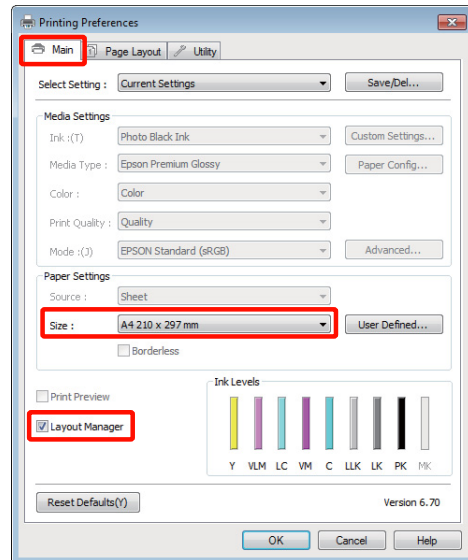 Printing Preferences
Main Page Layout Utility
Select Setting : Current Settings Save/Del...
Media Settings
Ink :(T) Photo Black Ink Custom Settings...
Media Type : Epson Premium Glossy Paper Config...
Color : Color
Print Quality : Quality
Mode :(J) EPSON Standard (sRGB) Advanced...
Paper Settings
Source : Sheet
Size : A4 210 x 297 mm User Defined...
Borderless
Ink Levels
Print Preview
Layout Manager
Y VLM LC VM C LLK LK PK MK
Reset Defaults(Y) Version 6.70
OK Cancel Help